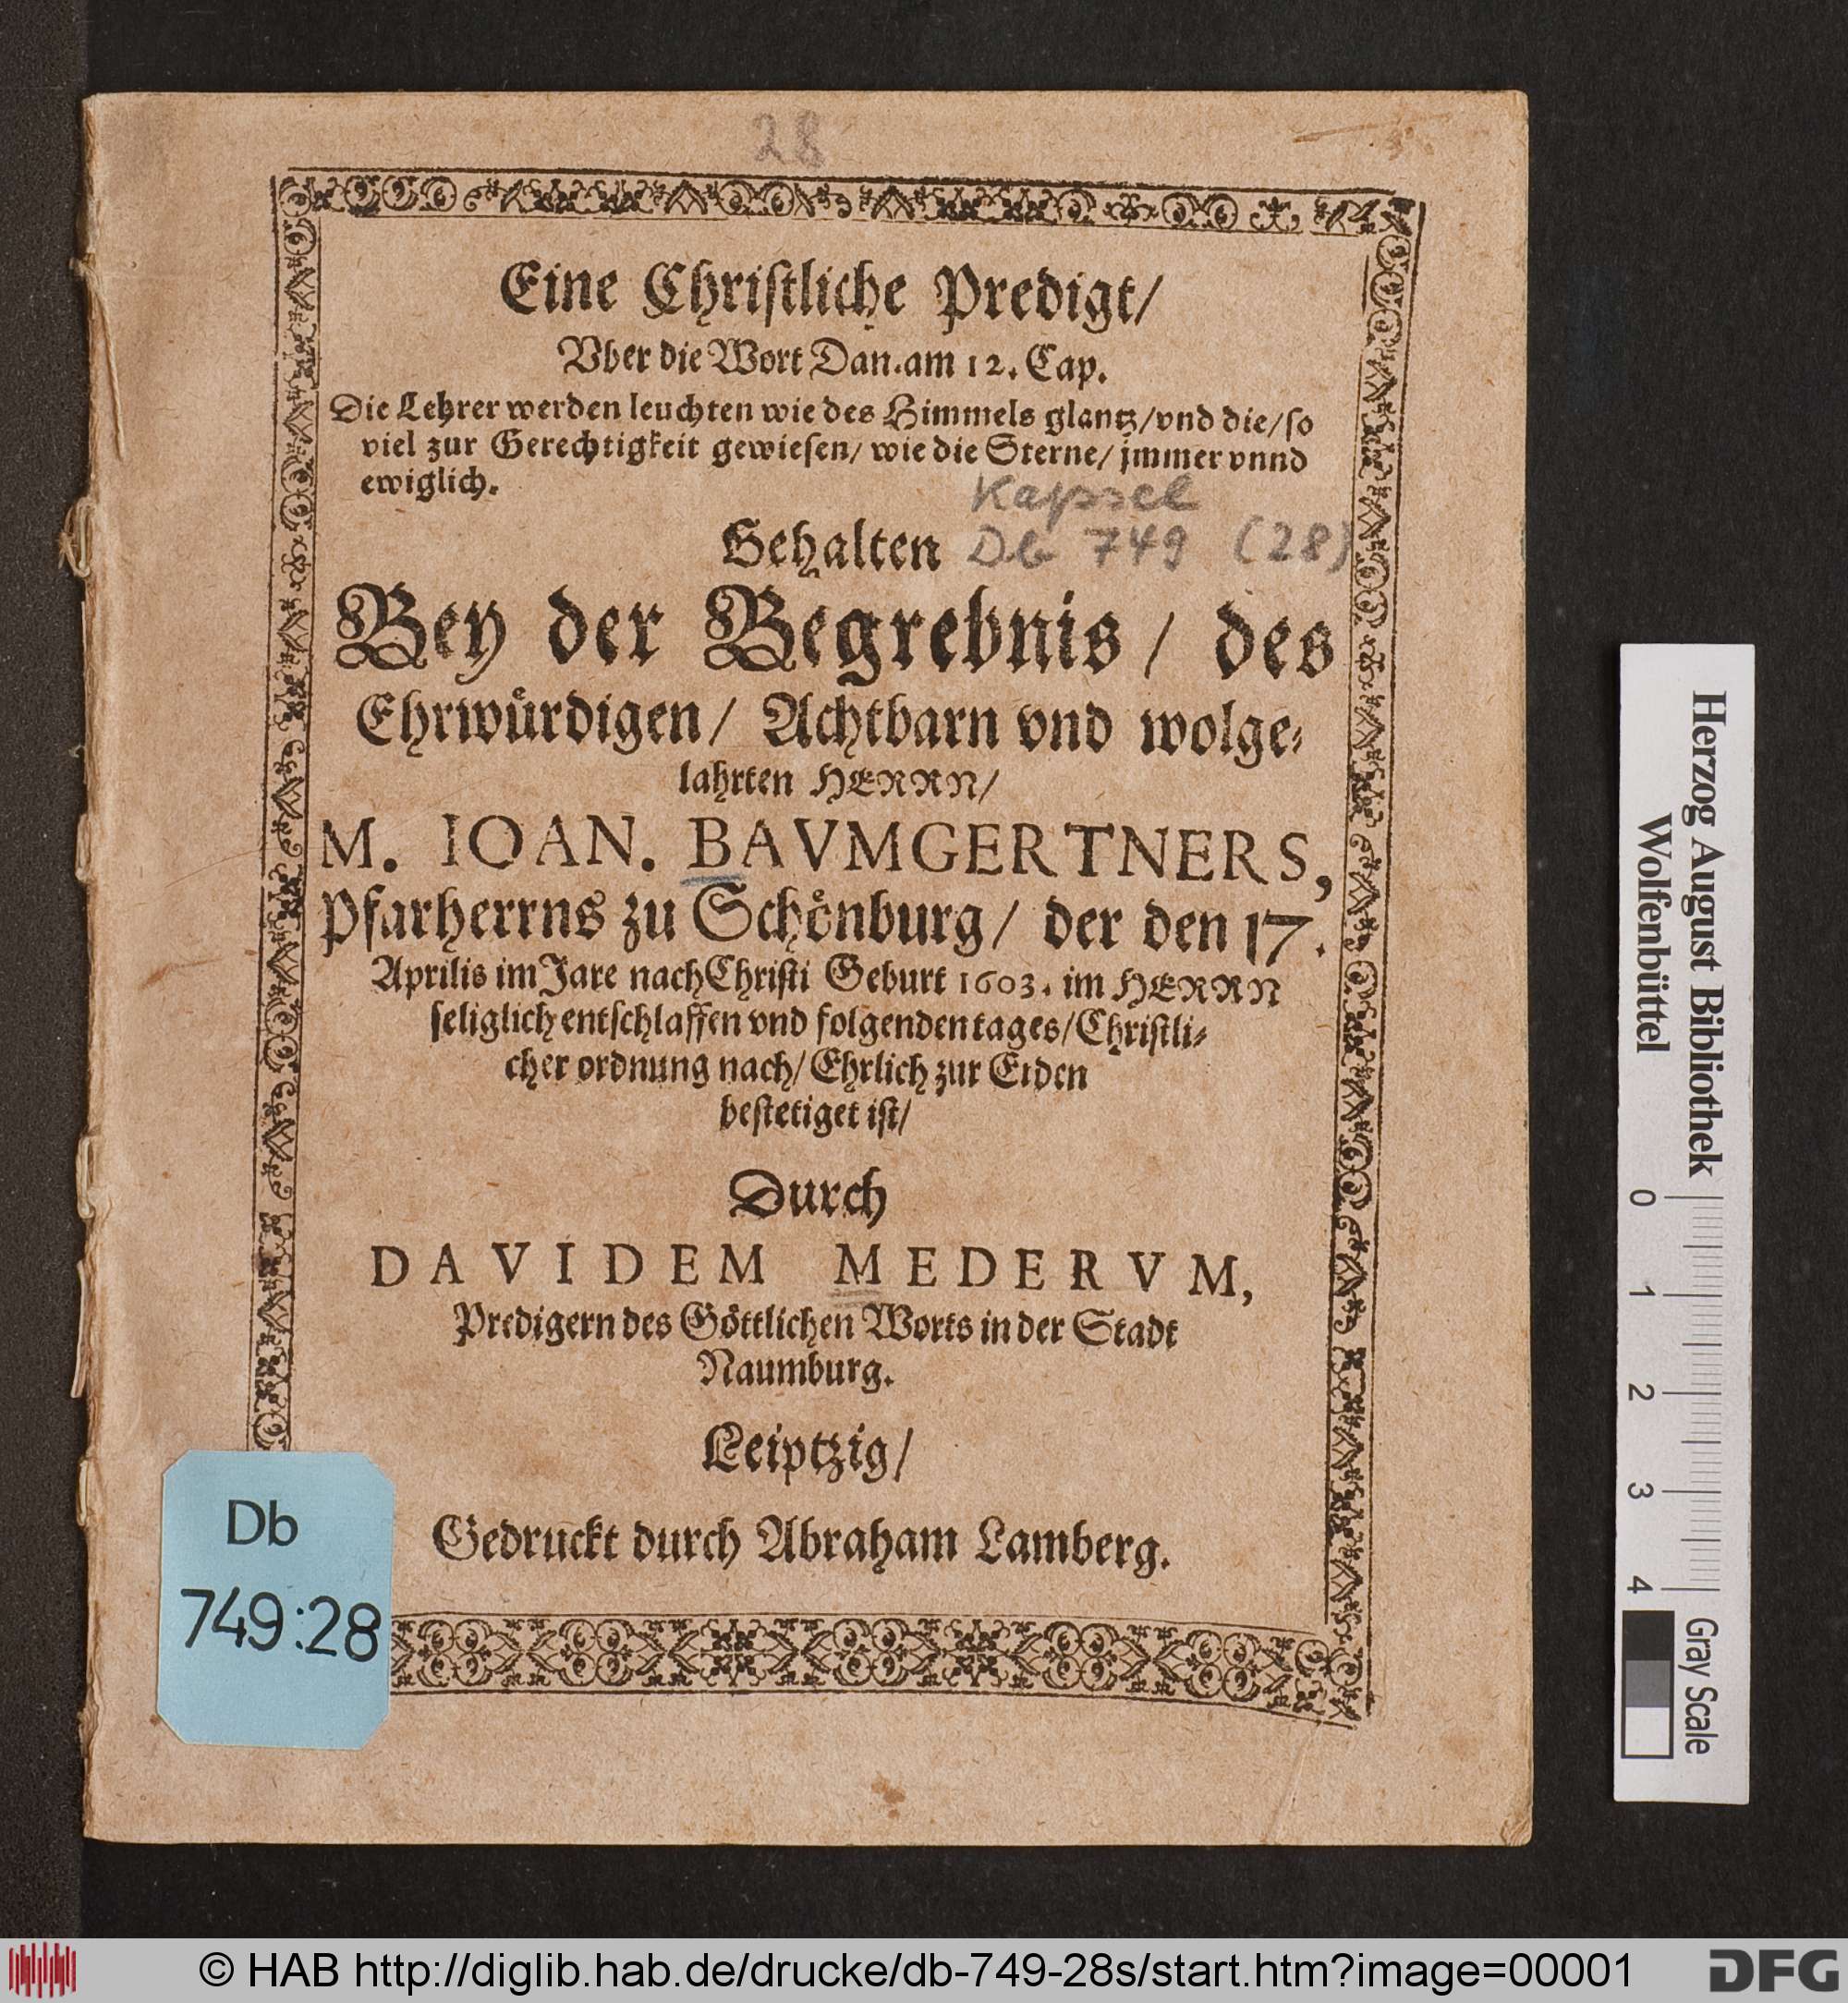 28
Eine Chriſtliche Predigt/
Vber die Wort Dan. am 12. Cap.
Die Lehrer werden leuchten wie des Himmels glantz/ vnd die/ ſo
viel zur Gerechtigkeit gewieſen/ wie die Sterne/ jmmer vnnd
ewiglich.
Kapsel
Gehalten Db 749 (28)
Bey der Begrebnis/ des
Ehrwuͤrdigen/ Achtbarn vnd wolge⸗
lahrten HERRN/
M. IOAN. BAVMGERTNERS,
Pfarherrns zu Schoͤnburg/ der den 17.
Aprilis im Jare nach Chriſti Geburt 1603. im HERRN
ſeliglich entſchlaffen vnd folgenden tages/ Chriſtli⸗
cher ordnung nach/ Ehrlich zur Erden
beſtetiget iſt/
Durch
DAVIDEM MEDERVM,
Predigern des Goͤttlichen Worts in der Stadt
Naumburg.
Leiptzig/
Gedruckt durch Abraham Lamberg.
Db
749:28
Herzog August Bibliothek
Wolfenbüttel
0 1 2 3 4
Gray Scale
© HAB http://diglib.hab.de/drucke/db-749-28s/start.htm?image=00001
DFG